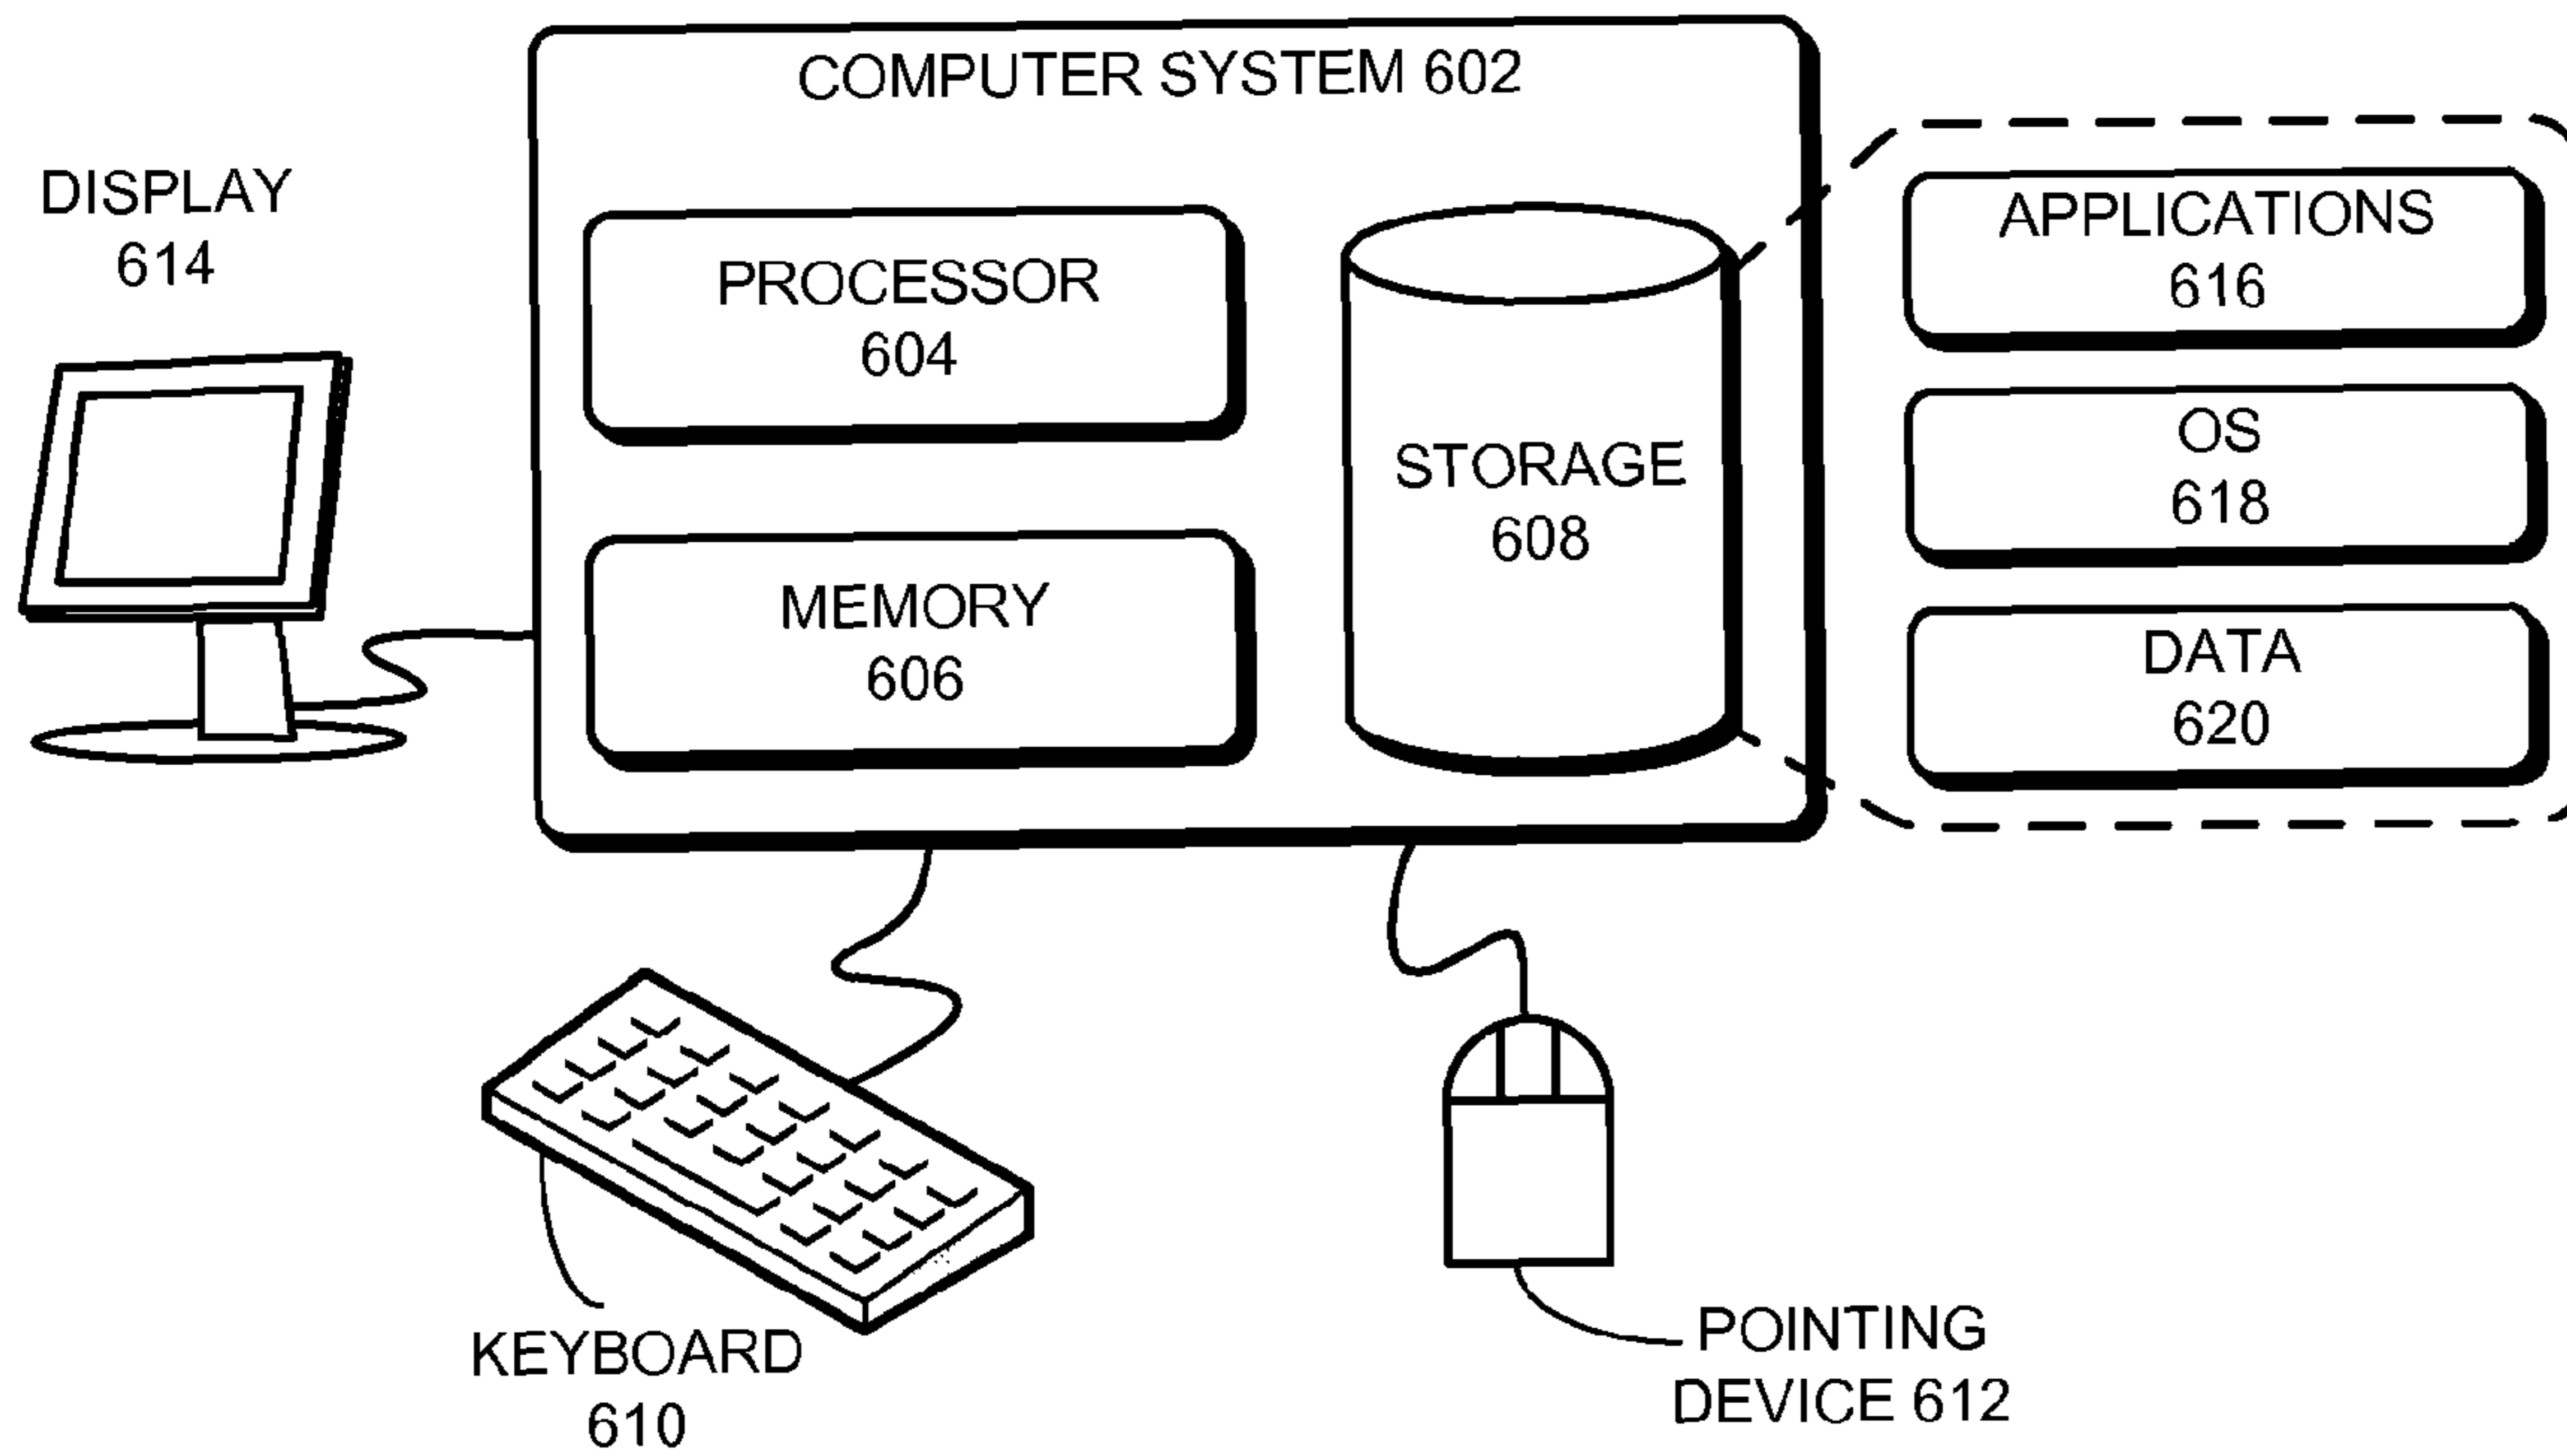 COMPUTER SYSTEM 602
DISPLAY
614
PROCESSOR
604
MEMORY
606
STORAGE
608
APPLICATIONS
616
OS
618
DATA
620
KEYBOARD
610
POINTING
DEVICE 612